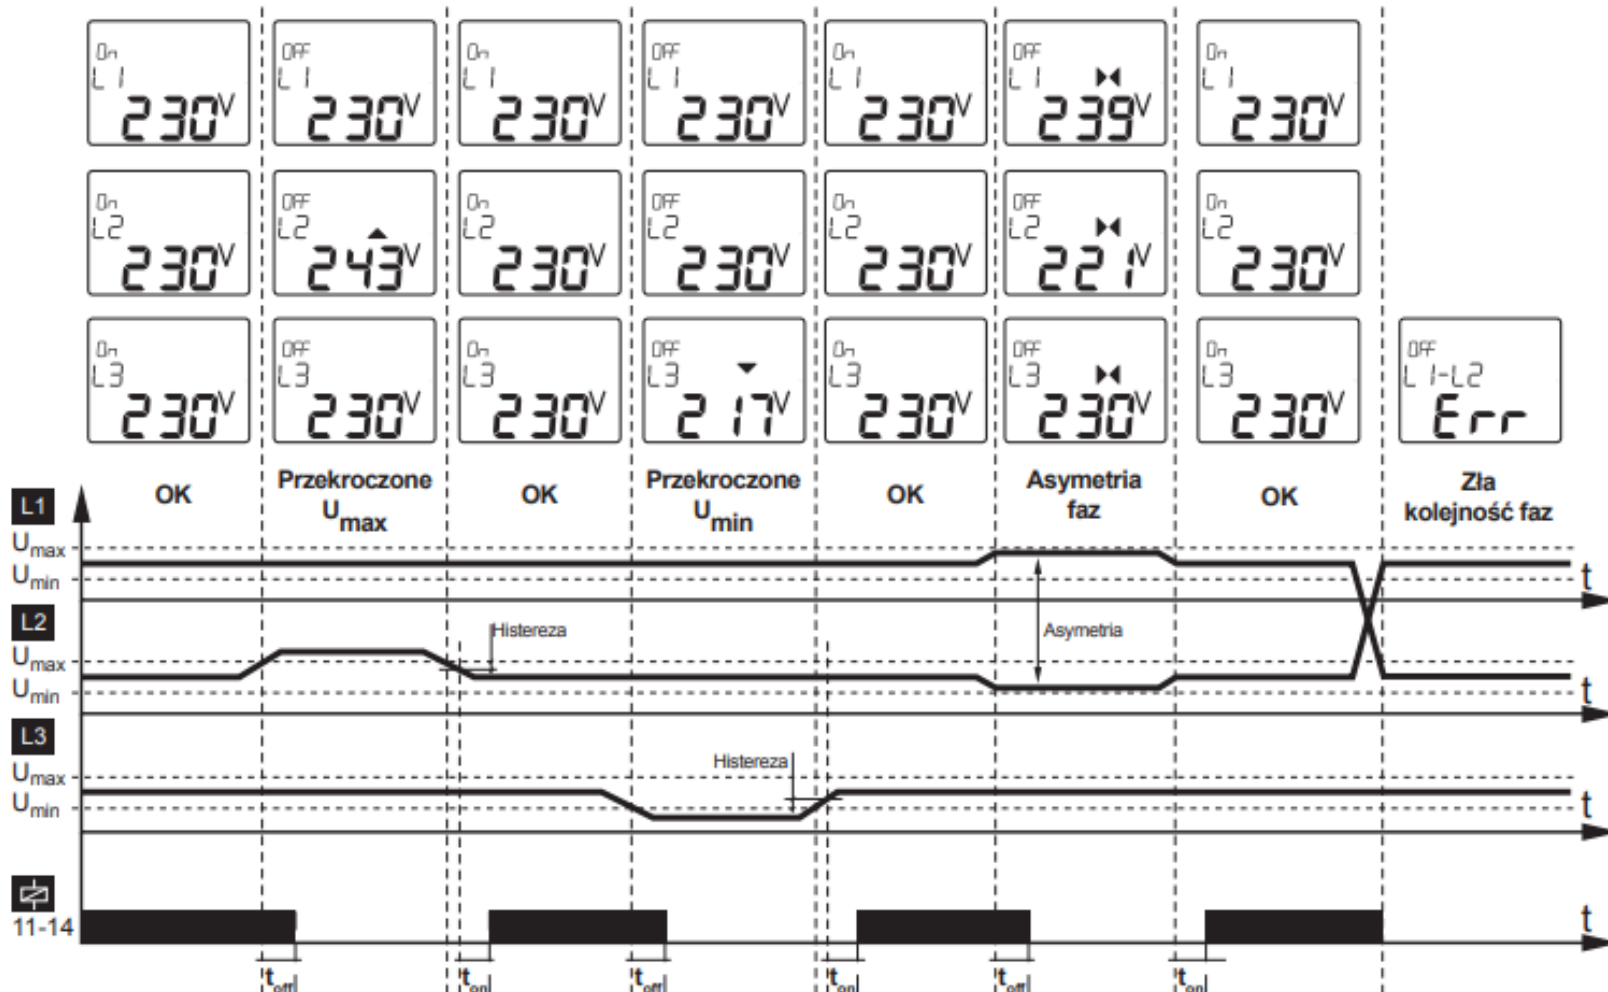 On OFF On OFF On OFF On
L1 L1 L1 L1 L1 L1 L1
230V 230V 230V 230V 230V 239V 230V
On OFF On OFF On OFF On
L2 L2 L2 L2 L2 L2 L2
230V 243V 230V 230V 230V 221V 230V
On OFF On OFF On OFF On OFF
L3 L3 L3 L3 L3 L3 L3 L1-L2
230V 230V 230V 217V 230V 230V 230V Err
OK Przekroczone OK Przekroczone OK Asymetria OK Zła
Umax Umin faz kolejność faz
L1
Umax
Umin t
L2
Histereza Asymetria
Umax
Umin t
L3
Histereza
Umax
Umin t
11-14 t
toff ton toff ton toff ton